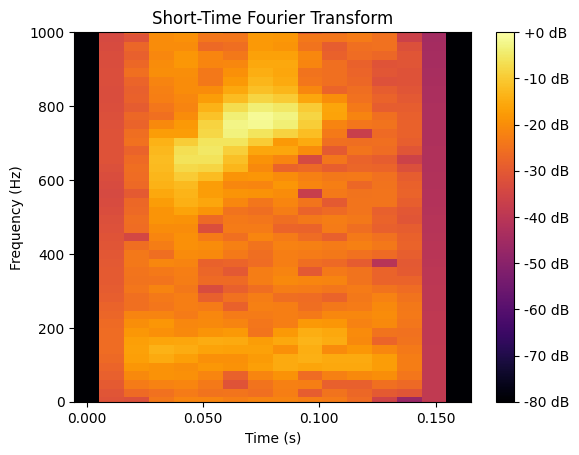 Short-Time Fourier Transform
1000
800
600
400
200
0
Frequency (Hz)
0.000
0.050
0.100
0.150
Time (s)
+0 dB
-10 dB
-20 dB
-30 dB
-40 dB
-50 dB
-60 dB
-70 dB
-80 dB